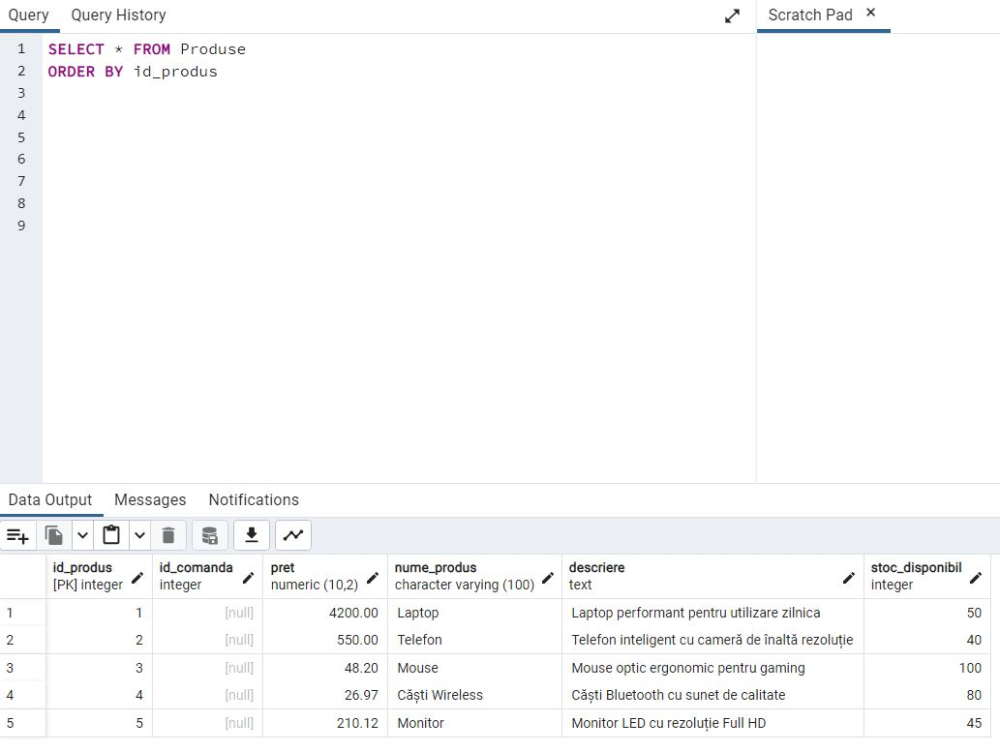 Query Query History Scratch Pad ×
1 SELECT * FROM Produse
2 ORDER BY id_produs
3
4
5
6
7
8
9
Data Output Messages Notifications
id_produs id_comanda pret nume_produs descriere stoc_disponibil
[PK] integer integer numeric (10,2) character varying (100) text integer
1 1 [null] 4200.00 Laptop Laptop performant pentru utilizare zilnica 50
2 2 [null] 550.00 Telefon Telefon inteligent cu cameră de înaltă rezoluție 40
3 3 [null] 48.20 Mouse Mouse optic ergonomic pentru gaming 100
4 4 [null] 26.97 Căști Wireless Căști Bluetooth cu sunet de calitate 80
5 5 [null] 210.12 Monitor Monitor LED cu rezoluție Full HD 45